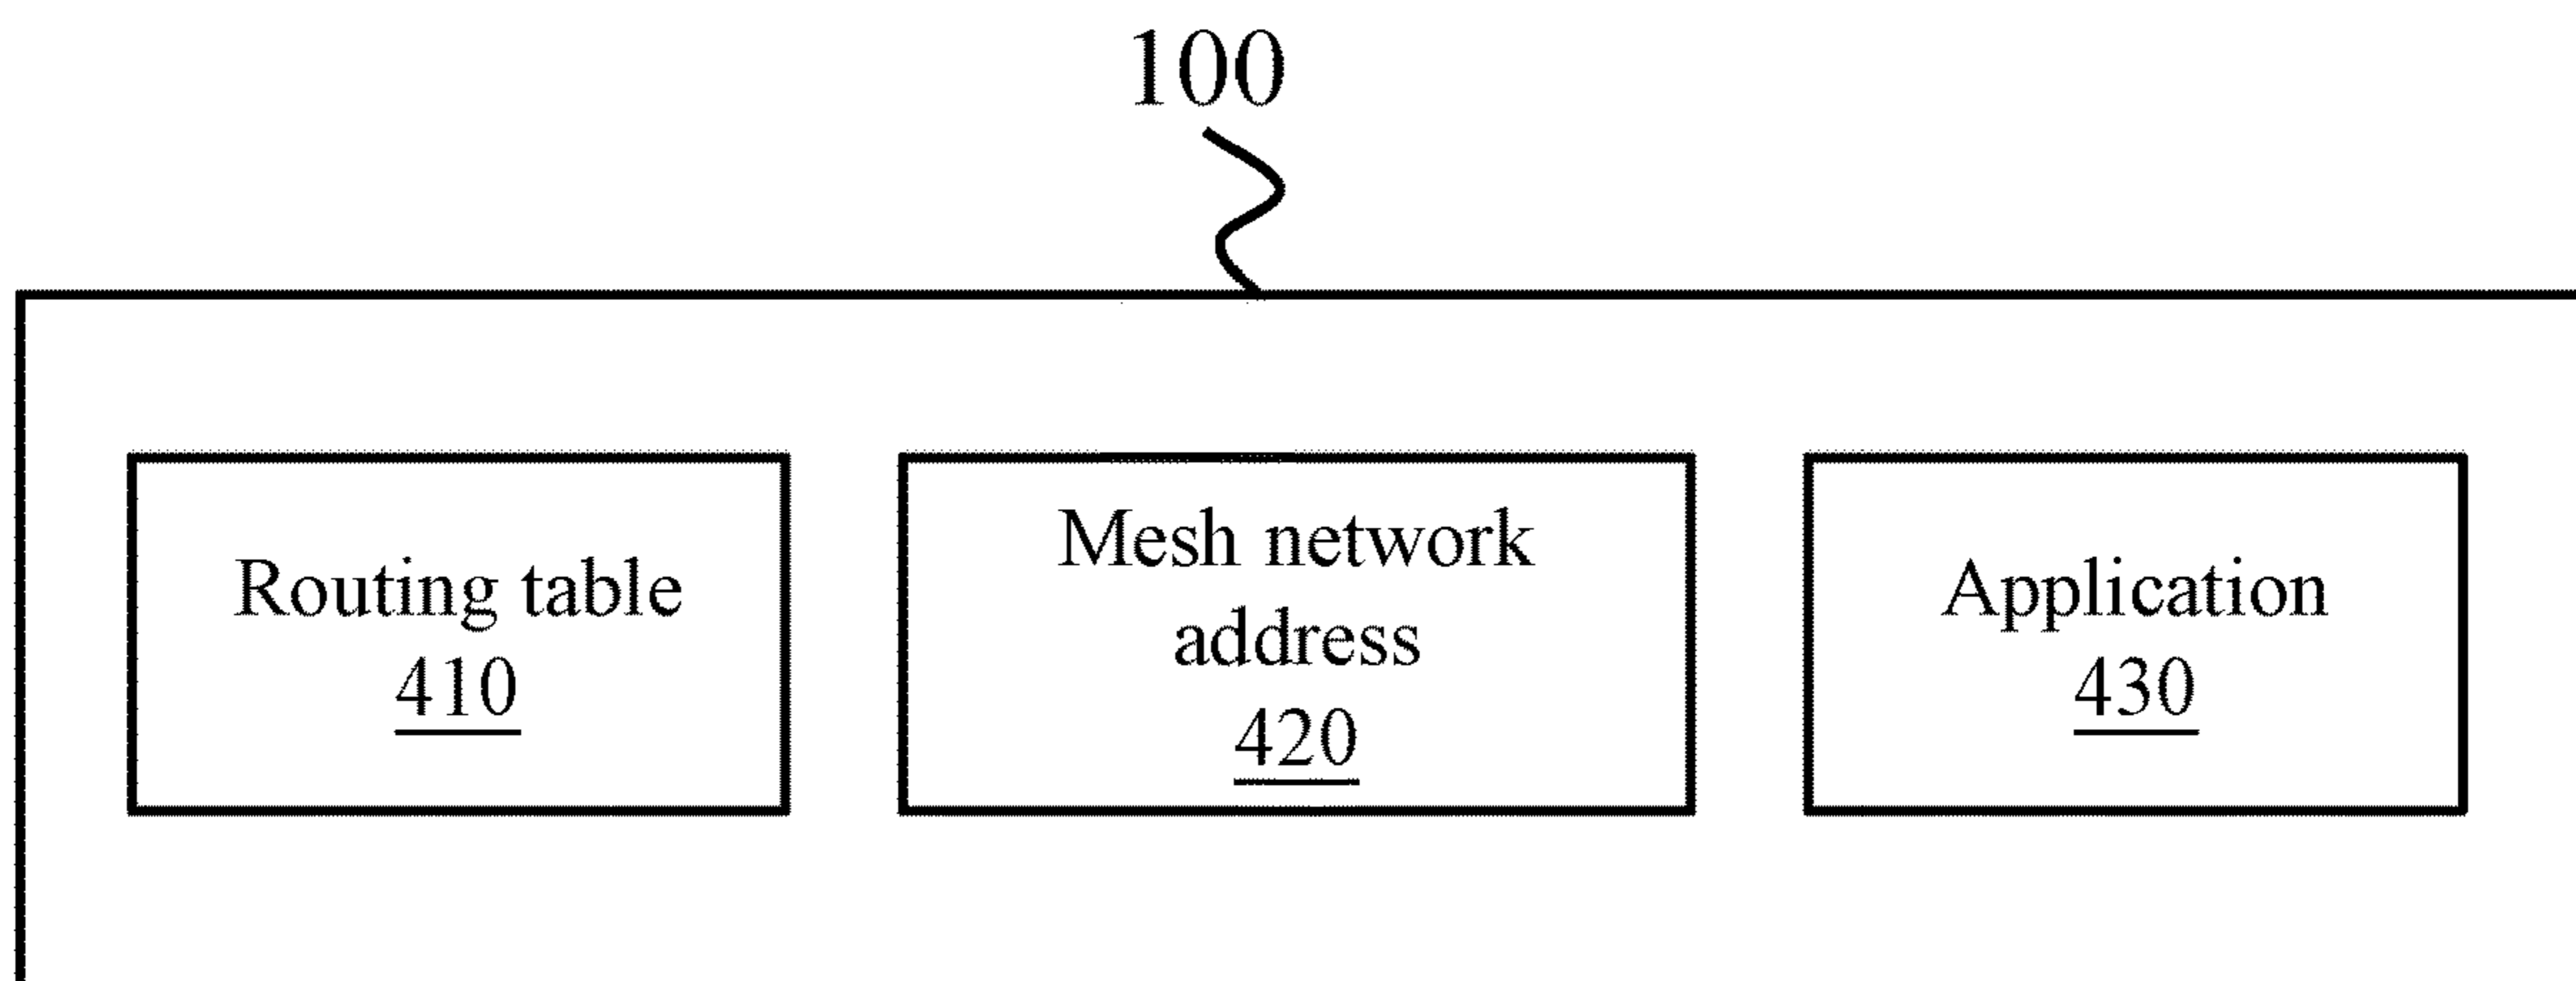 100
Routing table
410
Mesh network
address
420
Application
430